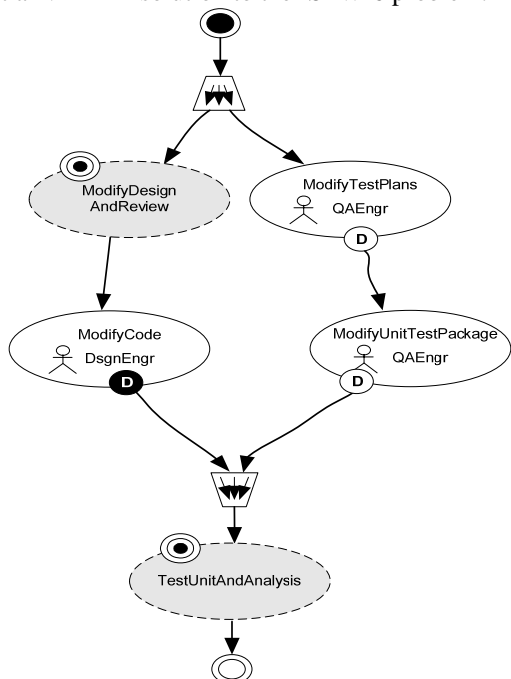 ModifyDesign
AndReview
ModifyTestPlans
QAEngr
D
ModifyCode
DsgnEngr
D
ModifyUnitTestPackage
QAEngr
D
TestUnitAndAnalysis